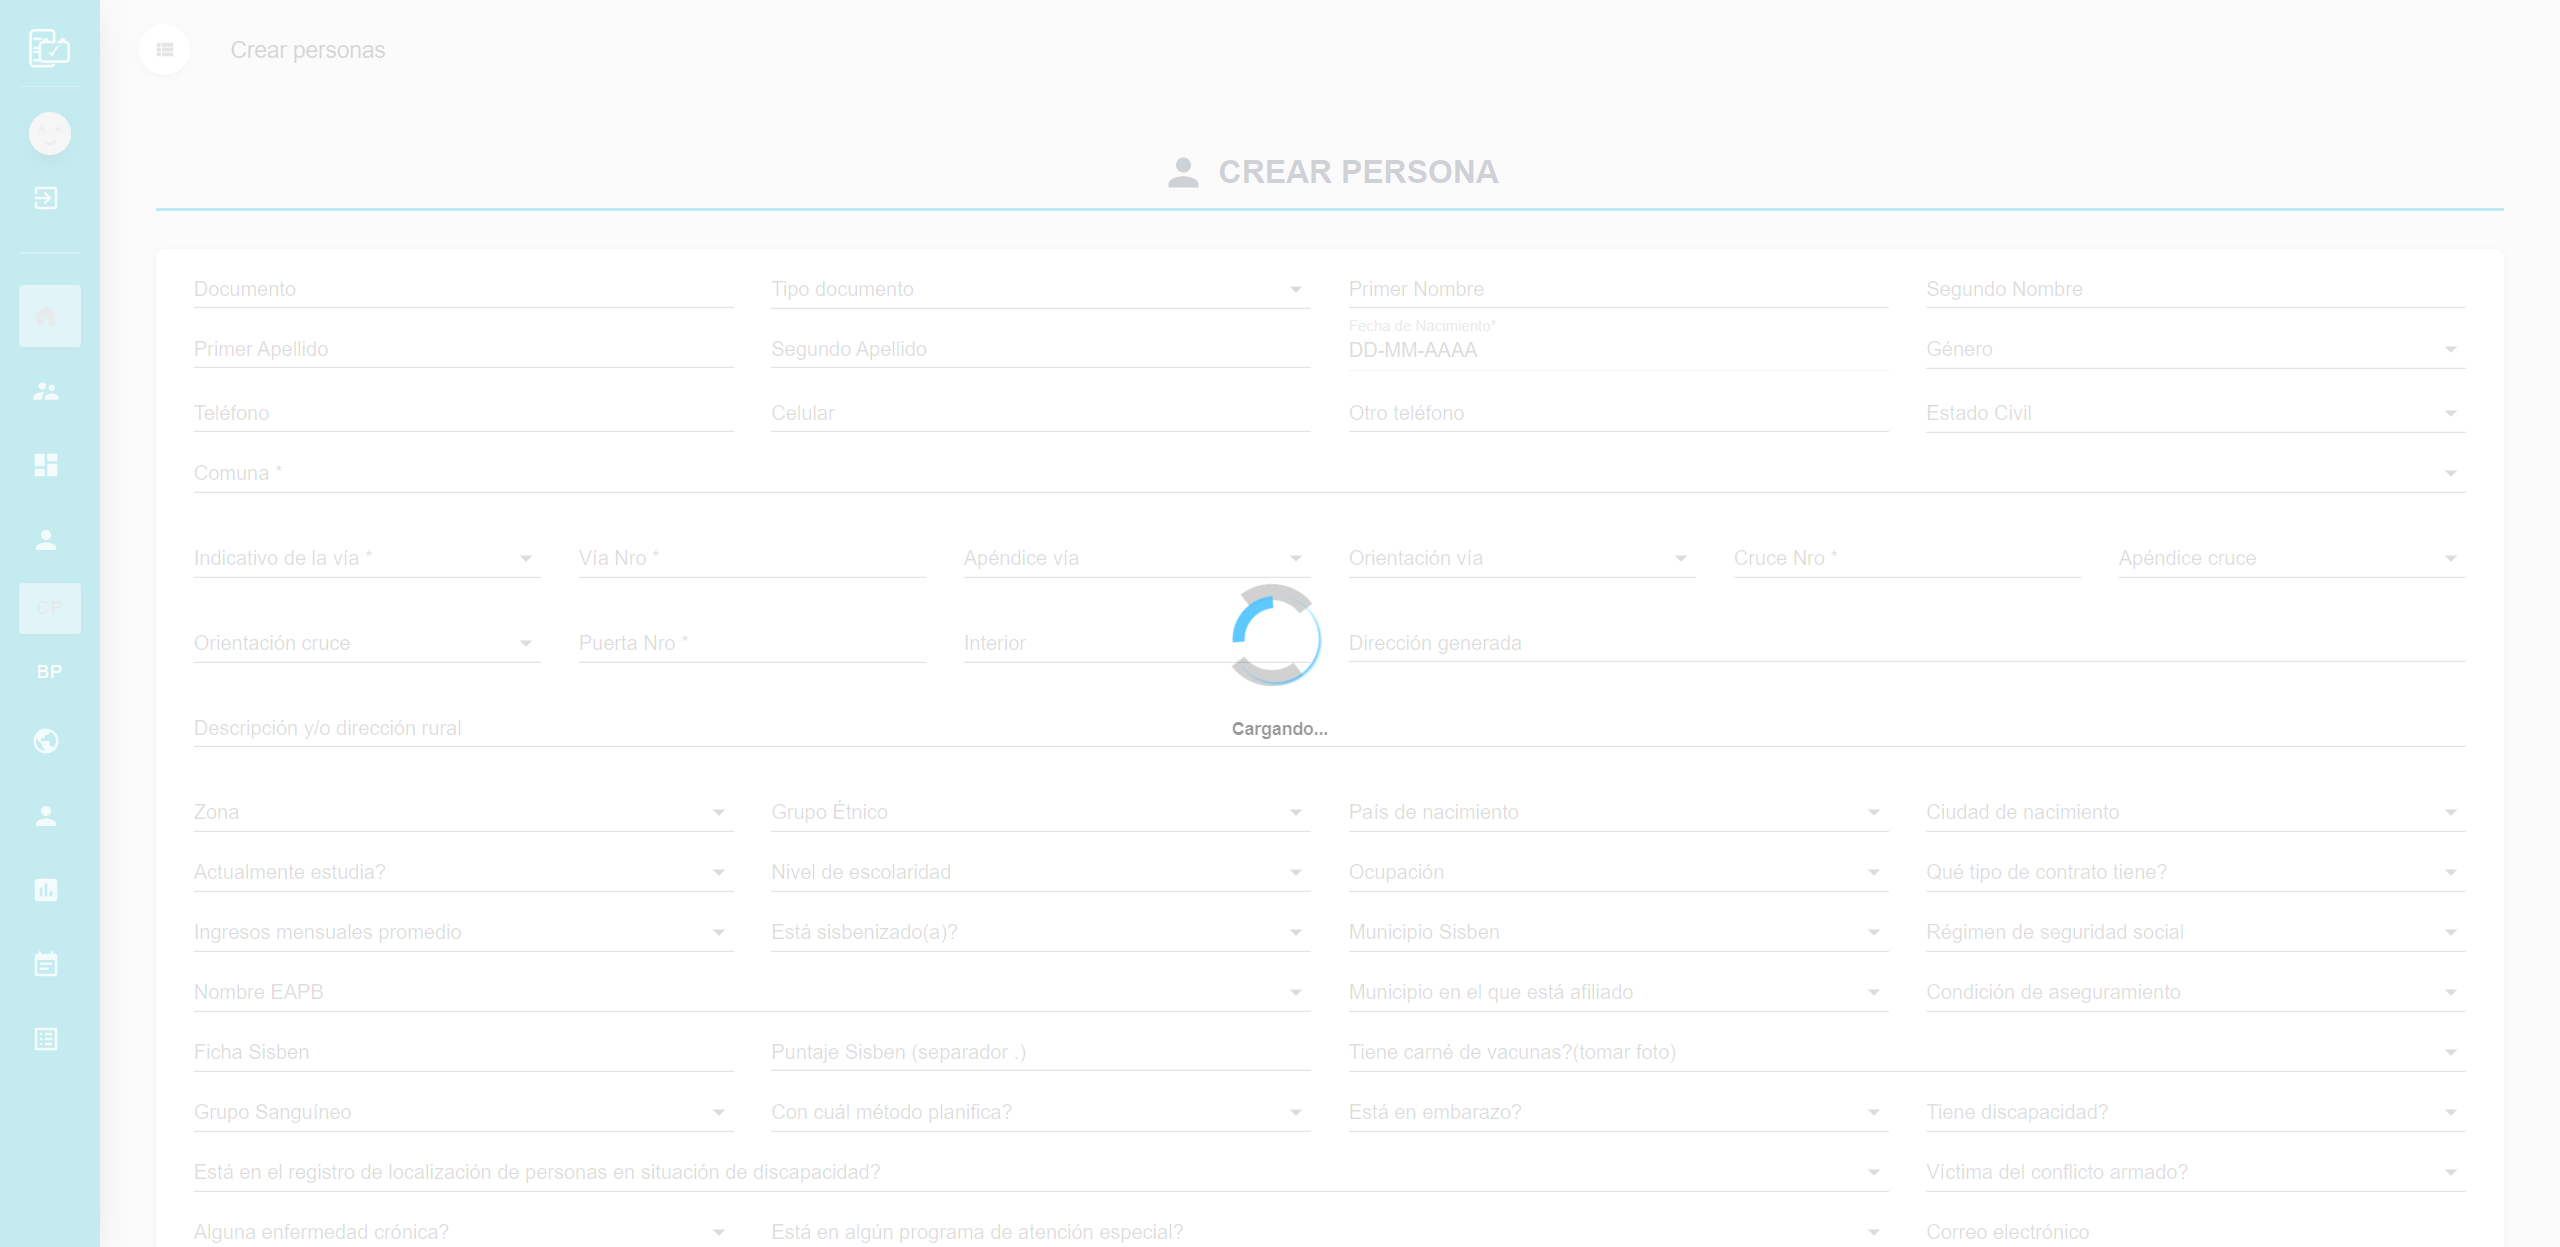 Crear personas
CREAR PERSONA
Documento
Tipo documento
Primer Nombre
Segundo Nombre
Primer Apellido
Segundo Apellido
Fecha de Nacimiento*
DD-MM-AAAA
Género
Teléfono
Celular
Otro teléfono
Estado Civil
Comuna *
Indicativo de la vía *
Vía Nro *
Apéndice vía
Orientación vía
Cruce Nro *
Apéndice cruce
CP
Orientación cruce
Puerta Nro *
Interior
Dirección generada
BP
Descripción y/o dirección rural
Cargando...
Zona
Grupo Étnico
País de nacimiento
Ciudad de nacimiento
Actualmente estudia?
Nivel de escolaridad
Ocupación
Qué tipo de contrato tiene?
Ingresos mensuales promedio
Está sisbenizado(a)?
Municipio Sisben
Régimen de seguridad social
Nombre EAPB
Municipio en el que está afiliado
Condición de aseguramiento
Ficha Sisben
Puntaje Sisben (separador .)
Tiene carné de vacunas?(tomar foto)
Grupo Sanguíneo
Con cuál método planifica?
Está en embarazo?
Tiene discapacidad?
Está en el registro de localización de personas en situación de discapacidad?
Víctima del conflicto armado?
Alguna enfermedad crónica?
Está en algún programa de atención especial?
Correo electrónico